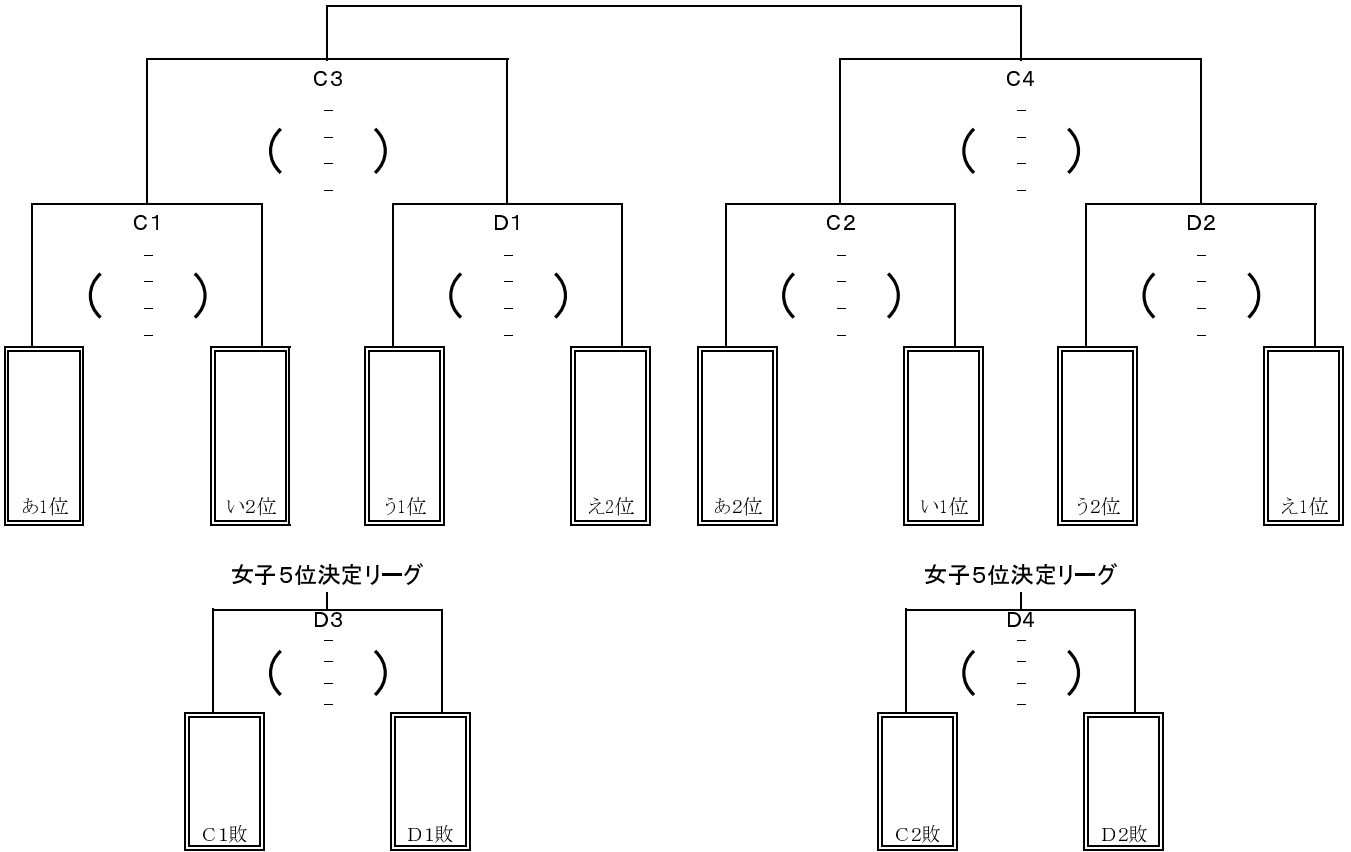 C3
C4
C1
D1
C2
D2
あ1位
い2位
う1位
え2位
あ2位
い1位
う2位
え1位
女子5位決定リーグ
女子5位決定リーグ
D3
D4
C1敗
D1敗
C2敗
D2敗